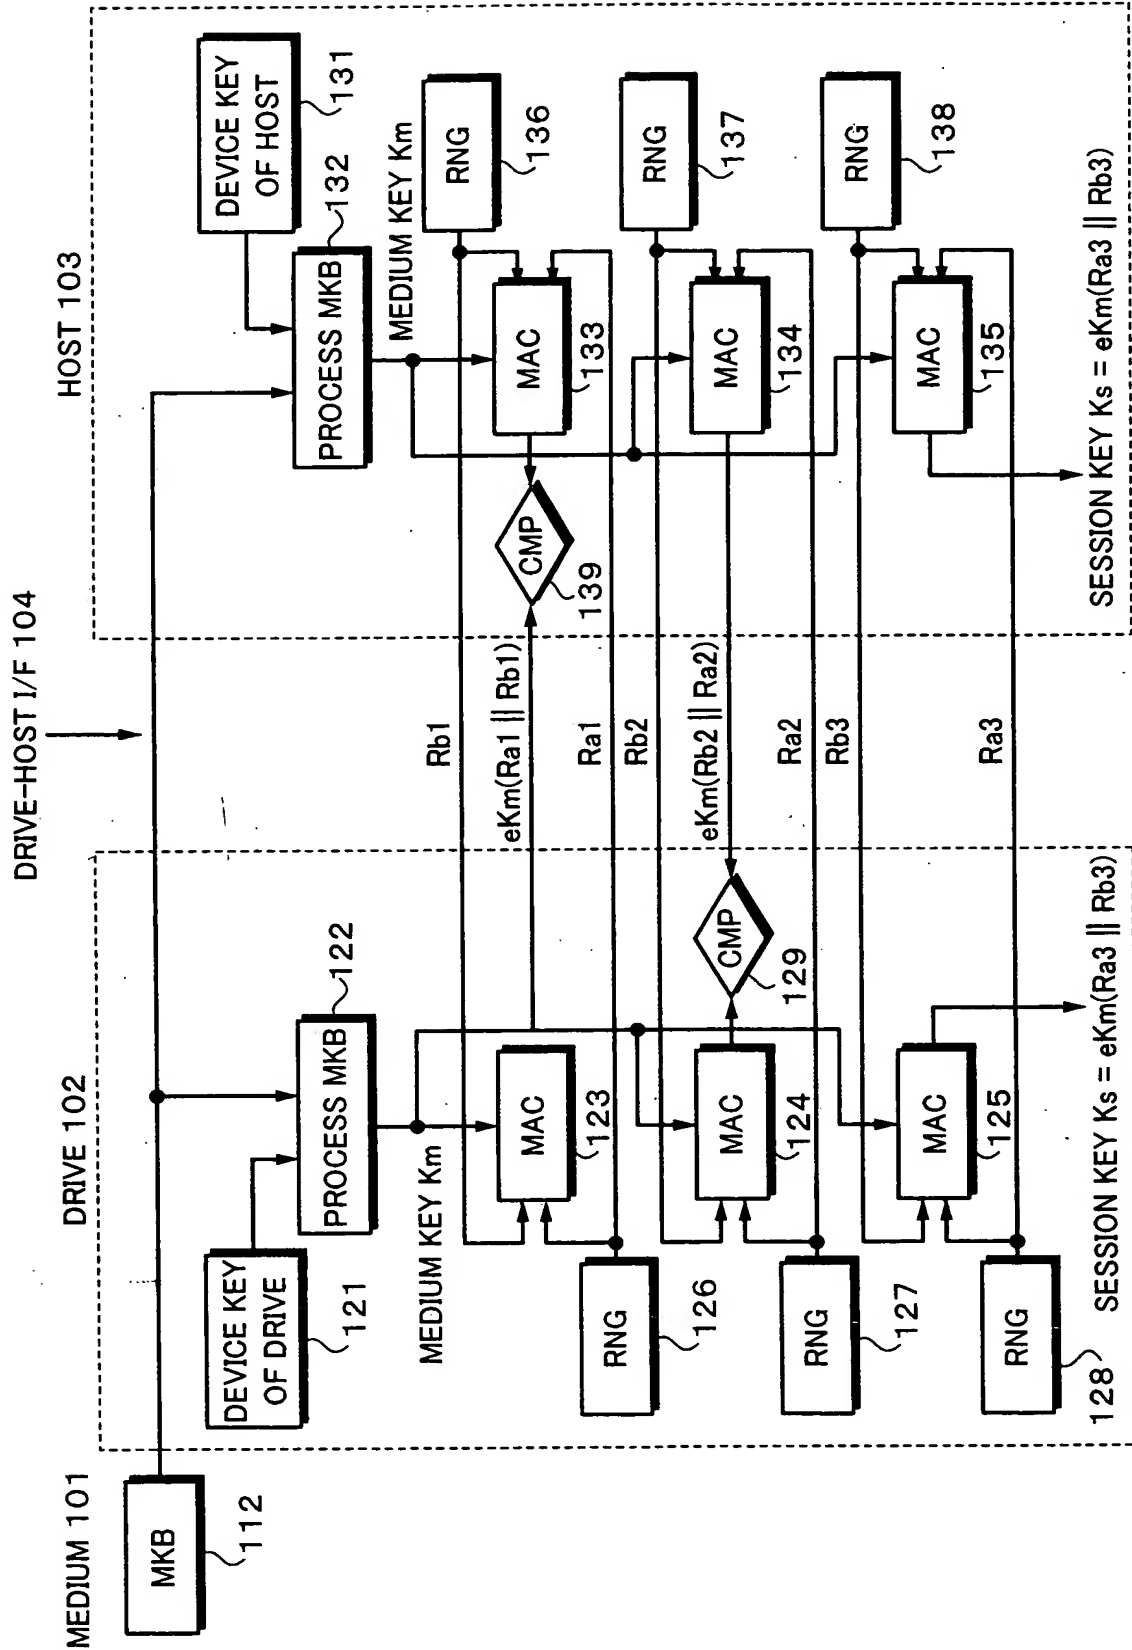 MEDIUM 101
MKB
112
DRIVE 102
DRIVE-HOST I/F 104
HOST 103
DEVICE KEY
OF DRIVE
121
PROCESS MKB
122
MEDIUM KEY Km
DEVICE KEY
OF HOST
131
PROCESS MKB
132
MEDIUM KEY Km
MAC
123
Rb1
eKm(Ra1 || Rb1)
Ra1
CMP
139
MAC
133
RNG
136
RNG
126
MAC
124
CMP
129
Rb2
eKm(Rb2 || Ra2)
Ra2
MAC
134
RNG
137
RNG
127
MAC
125
Rb3
Ra3
MAC
135
RNG
138
RNG
128
SESSION KEY Ks = eKm(Ra3 || Rb3)
SESSION KEY Ks = eKm(Ra3 || Rb3)